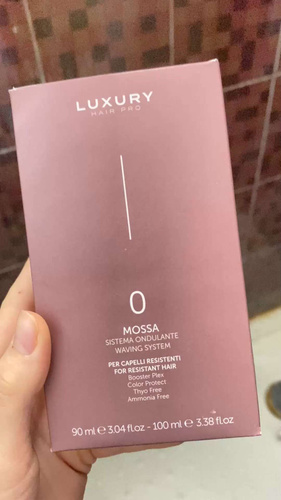 LUXURY
HAIR PRO
0
MOSSA
SISTEMA ONDULANTE
WAVING SYSTEM
PER CAPELLI RESISTENTI
FOR RESISTANT HAIR
Booster Plex
Color Protect
Thyo Free
Ammonia Free
90 ml ℮ 3.04 fl.oz - 100 ml ℮ 3.38 fl.oz